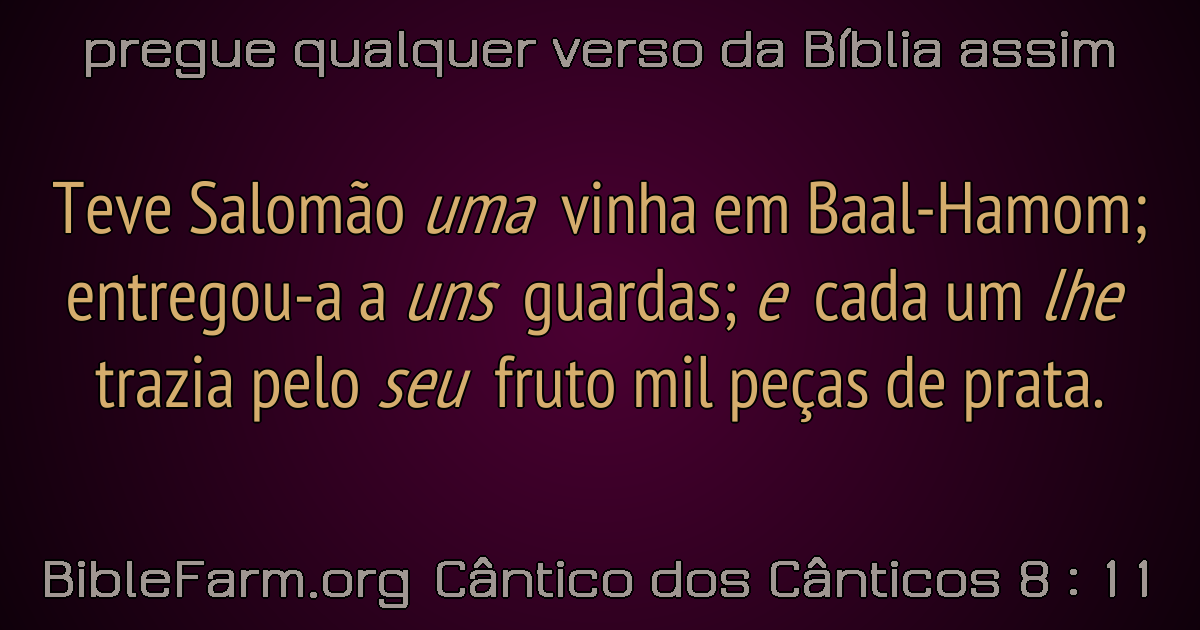 pregue qualquer verso da Bíblia assim
Teve Salomão uma vinha em Baal-Hamom;
entregou-a a uns guardas; e cada um lhe
trazia pelo seu fruto mil peças de prata.
BibleFarm.org Cântico dos Cânticos 8 : 11